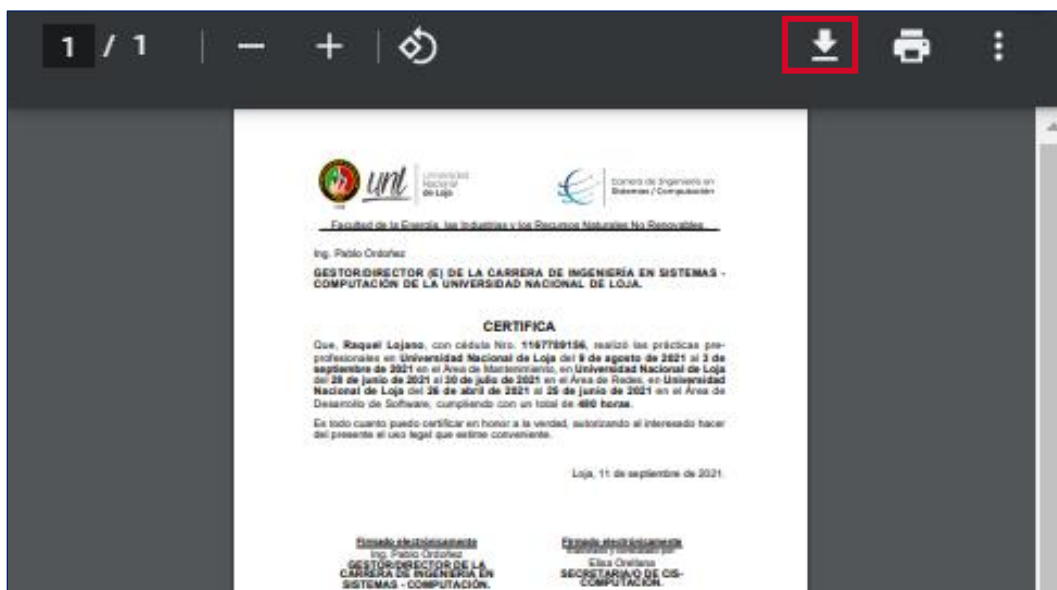 1 / 1
unl
Universidad
Nacional
de Loja
Carrera de Ingeniería en
Sistemas / Computación
Facultad de la Energía, las Industrias y los Recursos Naturales No Renovables
Ing. Pablo Ordoñez
GESTOR/DIRECTOR (E) DE LA CARRERA DE INGENIERÍA EN SISTEMAS -
COMPUTACIÓN DE LA UNIVERSIDAD NACIONAL DE LOJA.
CERTIFICA
Que, Raquel Lojano, con cédula Nro. 1167789156, realizó las prácticas pre-
profesionales en Universidad Nacional de Loja del 9 de agosto de 2021 al 3 de
septiembre de 2021 en el Área de Mantenimiento, en Universidad Nacional de Loja
del 28 de junio de 2021 al 30 de julio de 2021 en el Área de Redes, en Universidad
Nacional de Loja del 26 de abril de 2021 al 25 de junio de 2021 en el Área de
Desarrollo de Software, cumpliendo con un total de 480 horas.
Es todo cuanto puedo certificar en honor a la verdad, autorizando al interesado hacer
del presente el uso legal que estime conveniente.
Loja, 11 de septiembre de 2021.
Firmado electrónicamente
Ing. Pablo Ordoñez
GESTOR/DIRECTOR DE LA
CARRERA DE INGENIERÍA EN
SISTEMAS - COMPUTACIÓN.
Firmado electrónicamente
Elaborado y controlado por:
Elisa Orellana
SECRETARIA/O DE CIS-
COMPUTACIÓN.